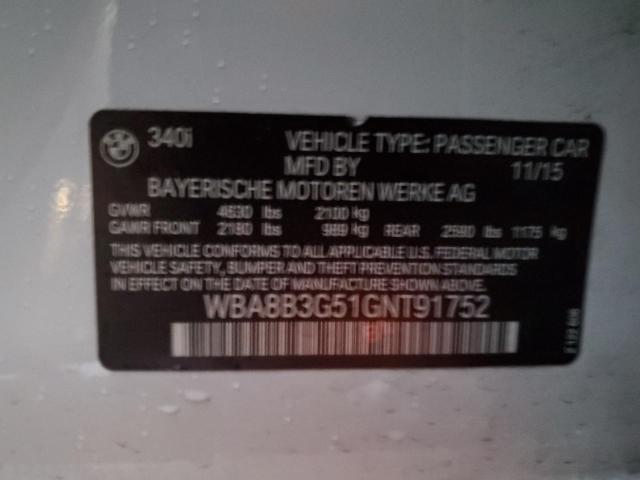 BMW 340i VEHICLE TYPE: PASSENGER CAR
MFD BY 11/15
BAYERISCHE MOTOREN WERKE AG
GVWR 4630 lbs 2100 kg
GAWR FRONT 2180 lbs 989 kg REAR 2590 lbs 1175 kg
THIS VEHICLE CONFORMS TO ALL APPLICABLE U.S. FEDERAL MOTOR
VEHICLE SAFETY, BUMPER AND THEFT PREVENTION STANDARDS IN
EFFECT ON THE DATE OF MANUFACTURE SHOWN ABOVE.
WBA8B3G51GNT91752